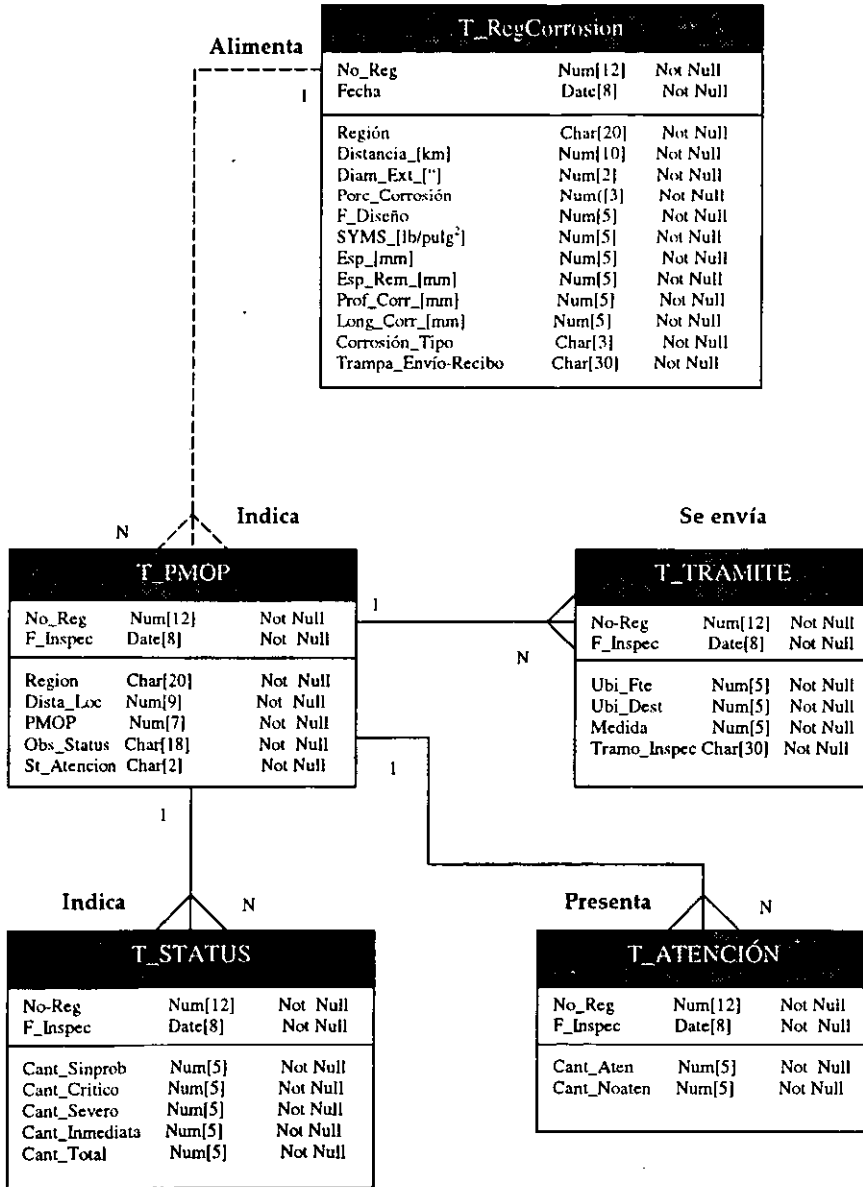 T_RegCorrosion
Alimenta
No_Reg Num[12] Not Null
1
Fecha Date[8] Not Null
Región Char[20] Not Null
Distancia_[km] Num[10] Not Null
Diam_Ext_["] Num[2] Not Null
Porc_Corrosión Num([3] Not Null
F_Diseño Num[5] Not Null
SYMS_[lb/pulg²] Num[5] Not Null
Esp_[mm] Num[5] Not Null
Esp_Rem_[mm] Num[5] Not Null
Prof_Corr_[mm] Num[5] Not Null
Long_Corr_[mm] Num[5] Not Null
Corrosión_Tipo Char[3] Not Null
Trampa_Envío-Recibo Char[30] Not Null
N
Indica
Se envía
T_PMOP
No_Reg Num[12] Not Null
F_Inspec Date[8] Not Null
Region Char[20] Not Null
Dista_Loc Num[9] Not Null
PMOP Num[7] Not Null
Obs_Status Char[18] Not Null
St_Atencion Char[2] Not Null
1
N
T_TRAMITE
No-Reg Num[12] Not Null
F_Inspec Date[8] Not Null
Ubi_Fte Num[5] Not Null
Ubi_Dest Num[5] Not Null
Medida Num[5] Not Null
Tramo_Inspec Char[30] Not Null
1
1
Indica
N
Presenta
N
T_STATUS
No-Reg Num[12] Not Null
F_Inspec Date[8] Not Null
Cant_Sinprob Num[5] Not Null
Cant_Critico Num[5] Not Null
Cant_Severo Num[5] Not Null
Cant_Inmediata Num[5] Not Null
Cant_Total Num[5] Not Null
T_ATENCIÓN
No_Reg Num[12] Not Null
F_Inspec Date[8] Not Null
Cant_Aten Num[5] Not Null
Cant_Noaten Num[5] Not Null